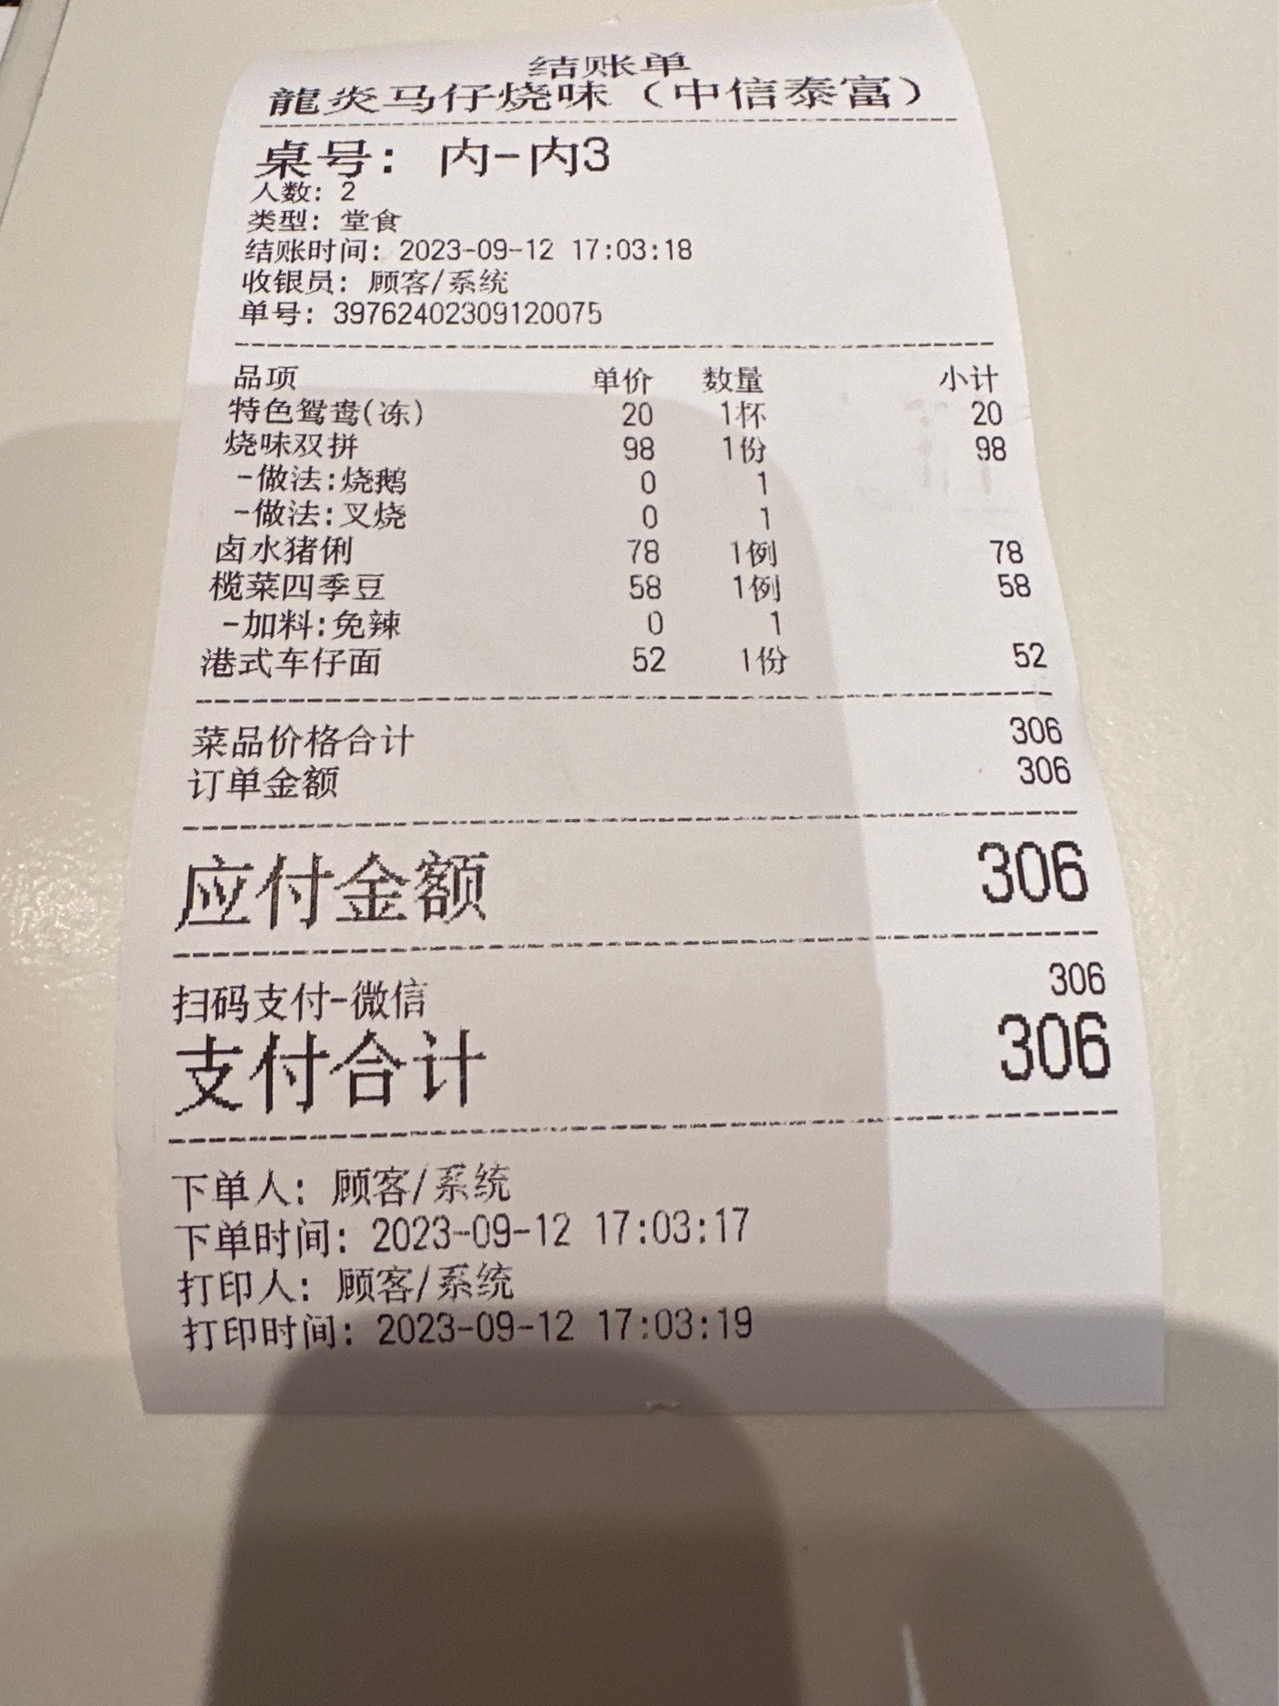 结账单
龍炎马仔烧味（中信泰富）
桌号: 内-内3
人数: 2
类型: 堂食
结账时间: 2023-09-12 17:03:18
收银员: 顾客/系统
单号: 39762402309120075
品项 单价 数量 小计
特色鸳鸯(冻) 20 1杯 20
烧味双拼 98 1份 98
-做法:烧鹅 0 1
-做法:叉烧 0 1
卤水猪俐 78 1例 78
榄菜四季豆 58 1例 58
-加料:免辣 0 1
港式车仔面 52 1份 52
菜品价格合计 306
订单金额 306
应付金额 306
扫码支付-微信 306
支付合计 306
下单人: 顾客/系统
下单时间: 2023-09-12 17:03:17
打印人: 顾客/系统
打印时间: 2023-09-12 17:03:19